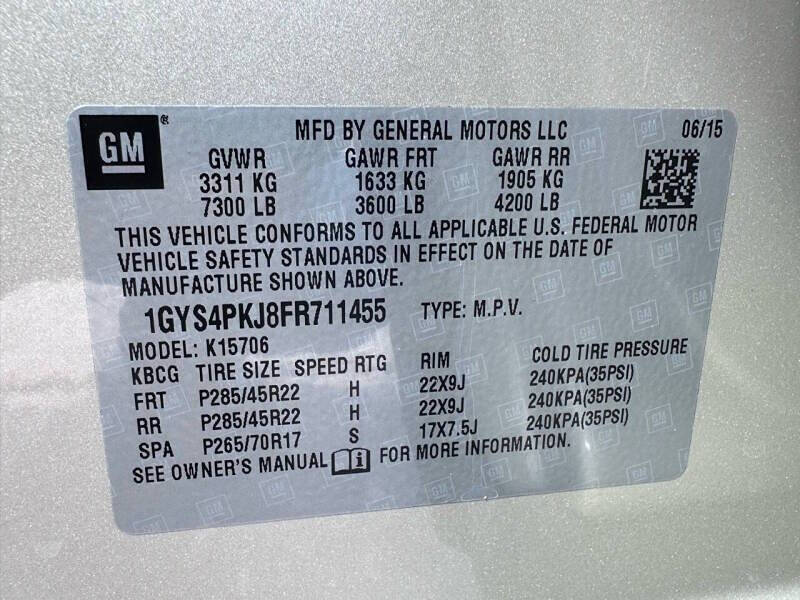 GM® MFD BY GENERAL MOTORS LLC 06/15
GVWR GAWR FRT GAWR RR
3311 KG 1633 KG 1905 KG
7300 LB 3600 LB 4200 LB
THIS VEHICLE CONFORMS TO ALL APPLICABLE U.S. FEDERAL MOTOR
VEHICLE SAFETY STANDARDS IN EFFECT ON THE DATE OF
MANUFACTURE SHOWN ABOVE.
1GYS4PKJ8FR711455 TYPE: M.P.V.
MODEL: K15706
KBCG TIRE SIZE SPEED RTG RIM COLD TIRE PRESSURE
FRT P285/45R22 H 22X9J 240KPA(35PSI)
RR P285/45R22 H 22X9J 240KPA(35PSI)
SPA P265/70R17 S 17X7.5J 240KPA(35PSI)
SEE OWNER'S MANUAL FOR MORE INFORMATION.